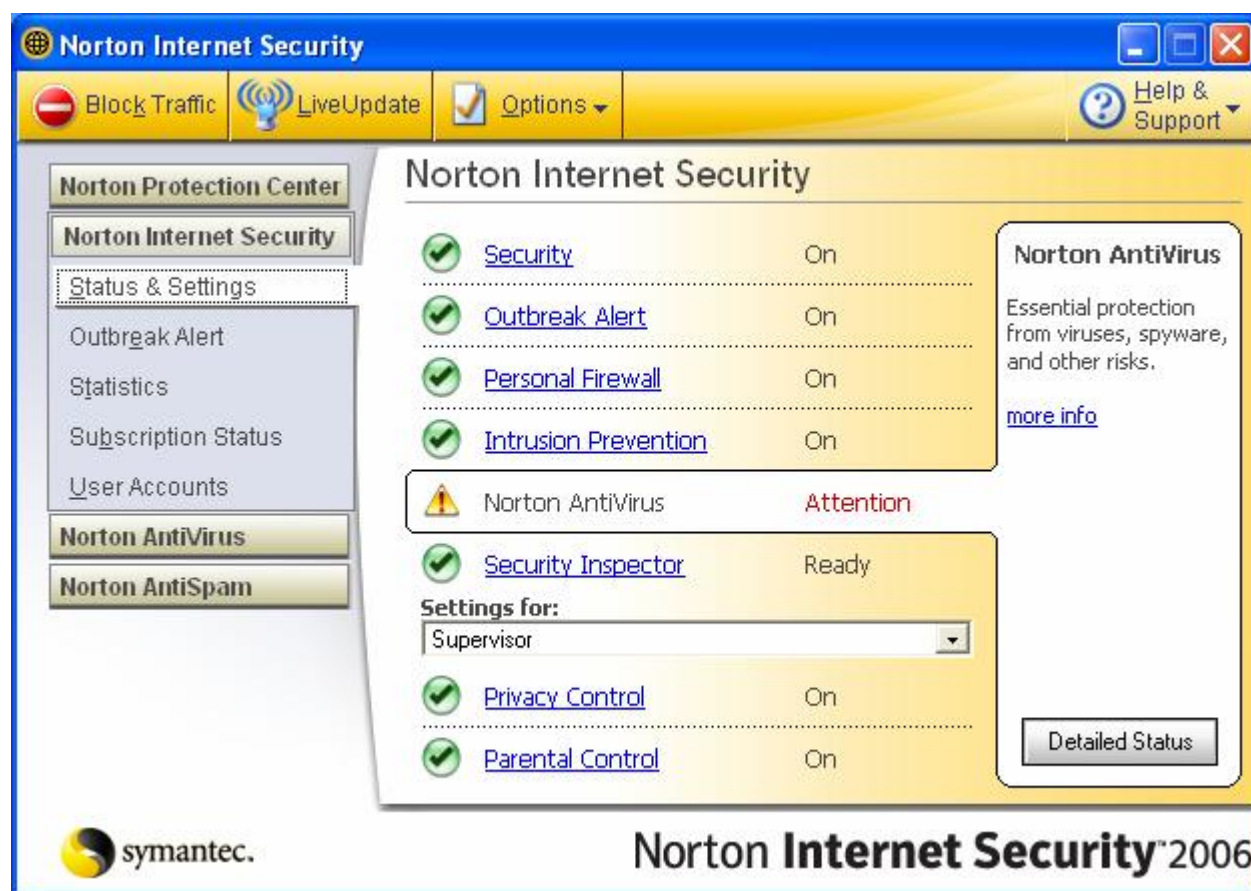 Norton Internet Security
Block Traffic
LiveUpdate
Options
Help &
Support
Norton Protection Center
Norton Internet Security
Status & Settings
Outbreak Alert
Statistics
Subscription Status
User Accounts
Norton AntiVirus
Norton AntiSpam
Norton Internet Security
Security On
Outbreak Alert On
Personal Firewall On
Intrusion Prevention On
Norton AntiVirus Attention
Security Inspector Ready
Settings for:
Supervisor
Privacy Control On
Parental Control On
Norton AntiVirus
Essential protection
from viruses, spyware,
and other risks.
more info
Detailed Status
symantec.
Norton Internet Security™2006